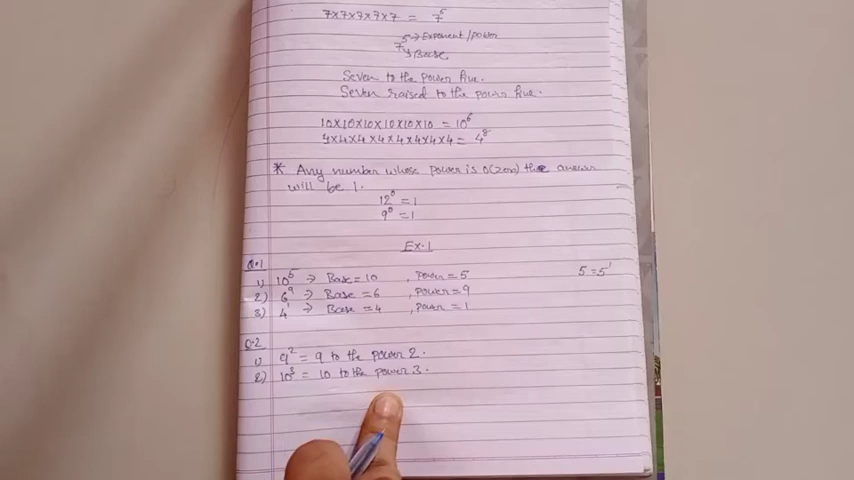 7×7×7×7×7 = 7⁵
7⁵ → Exponent/power
↘ Base
Seven to the power five.
Seven raised to the power five.
10×10×10×10×10×10 = 10⁶
4×4×4×4×4×4×4×4 = 4⁸
* Any number whose power is 0(zero) the answer
will be 1.
12⁰ = 1
9⁰ = 1
Ex-1
Q-1
1) 10⁵ → Base = 10 , Power = 5 5 = 5¹
2) 6⁹ → Base = 6 , power = 9
3) 4¹ → Base = 4 , power = 1
Q-2
1) 9² = 9 to the power 2.
2) 10³ = 10 to the power 3.